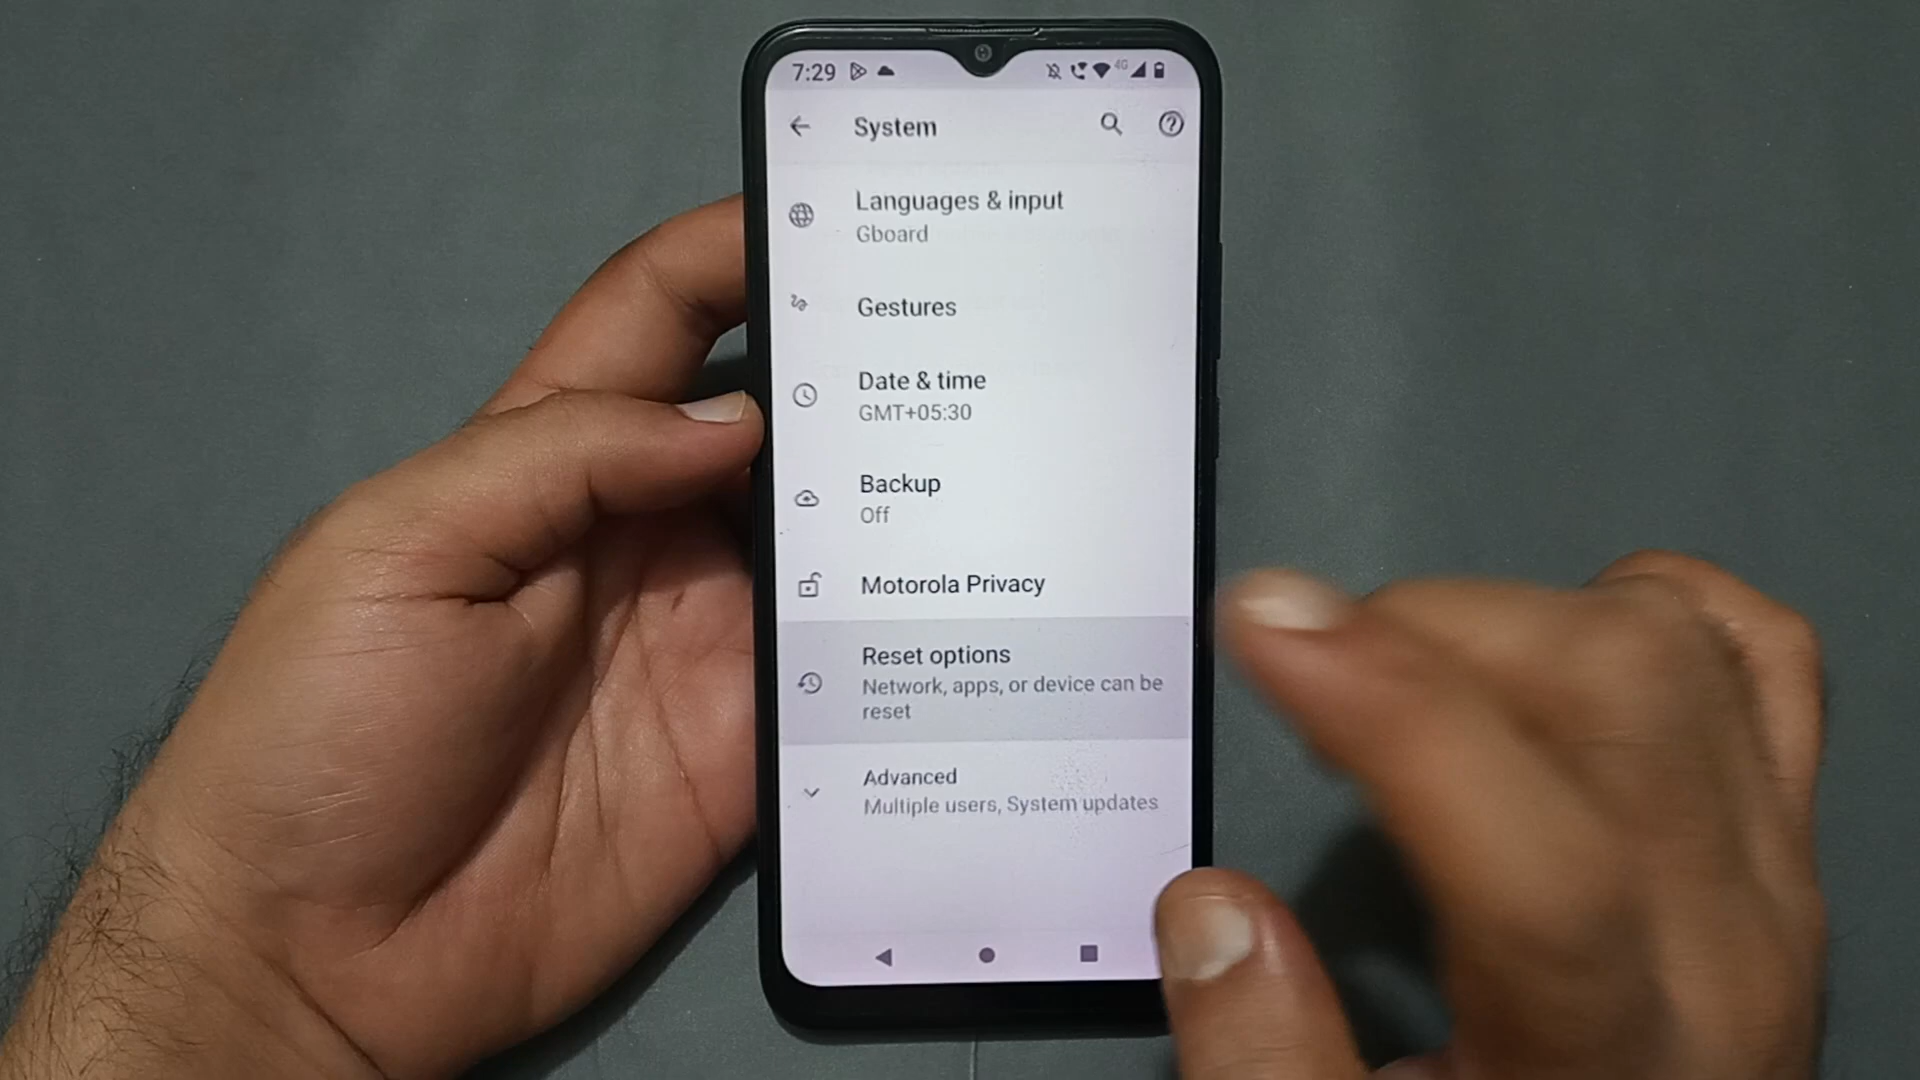 7:29
4G
System
Languages & input
Gboard
Gestures
Date & time
GMT+05:30
Backup
Off
Motorola Privacy
Reset options
Network, apps, or device can be
reset
Advanced
Multiple users, System updates